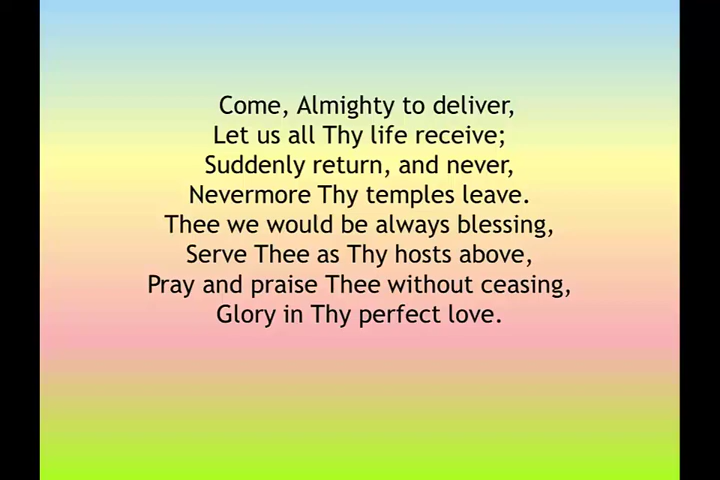 Come, Almighty to deliver,
Let us all Thy life receive;
Suddenly return, and never,
Nevermore Thy temples leave.
Thee we would be always blessing,
Serve Thee as Thy hosts above,
Pray and praise Thee without ceasing,
Glory in Thy perfect love.